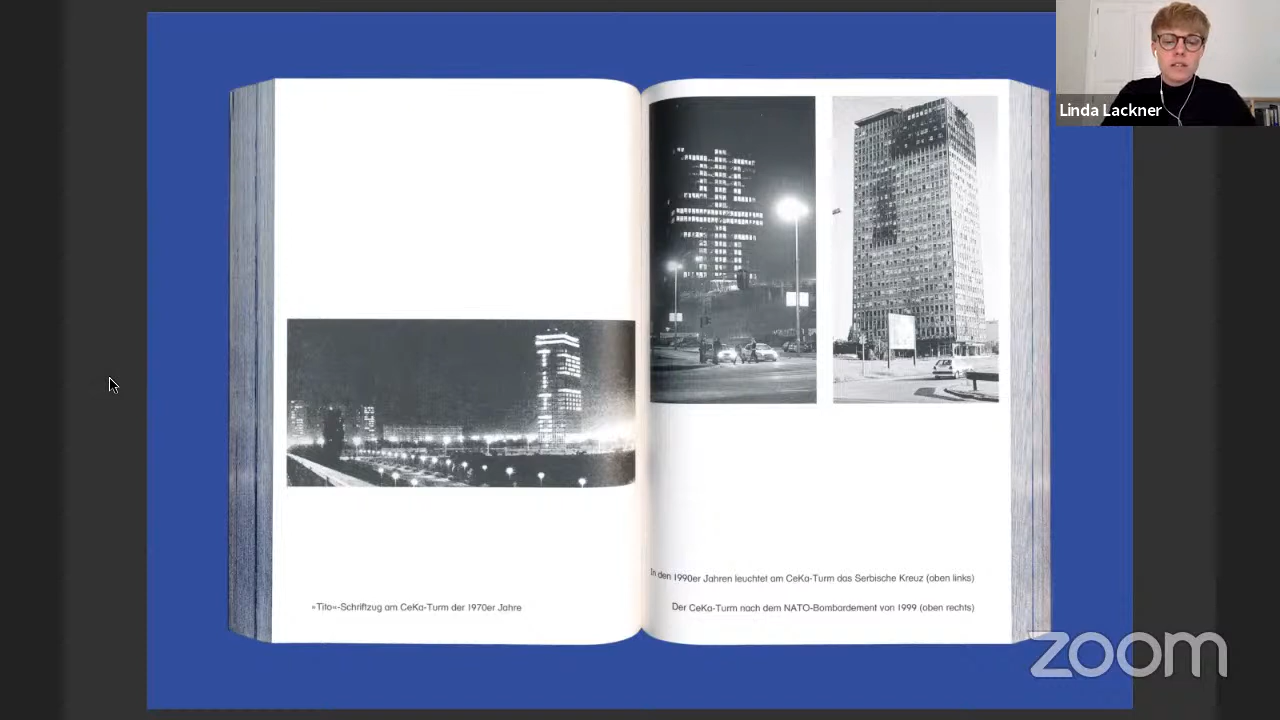 Linda Lackner
»Tito«-Schriftzug am CeKa-Turm der 1970er Jahre
In den 1990er Jahren leuchtet am CeKa-Turm das Serbische Kreuz (oben links)
Der CeKa-Turm nach dem NATO-Bombardement von 1999 (oben rechts)
zoom